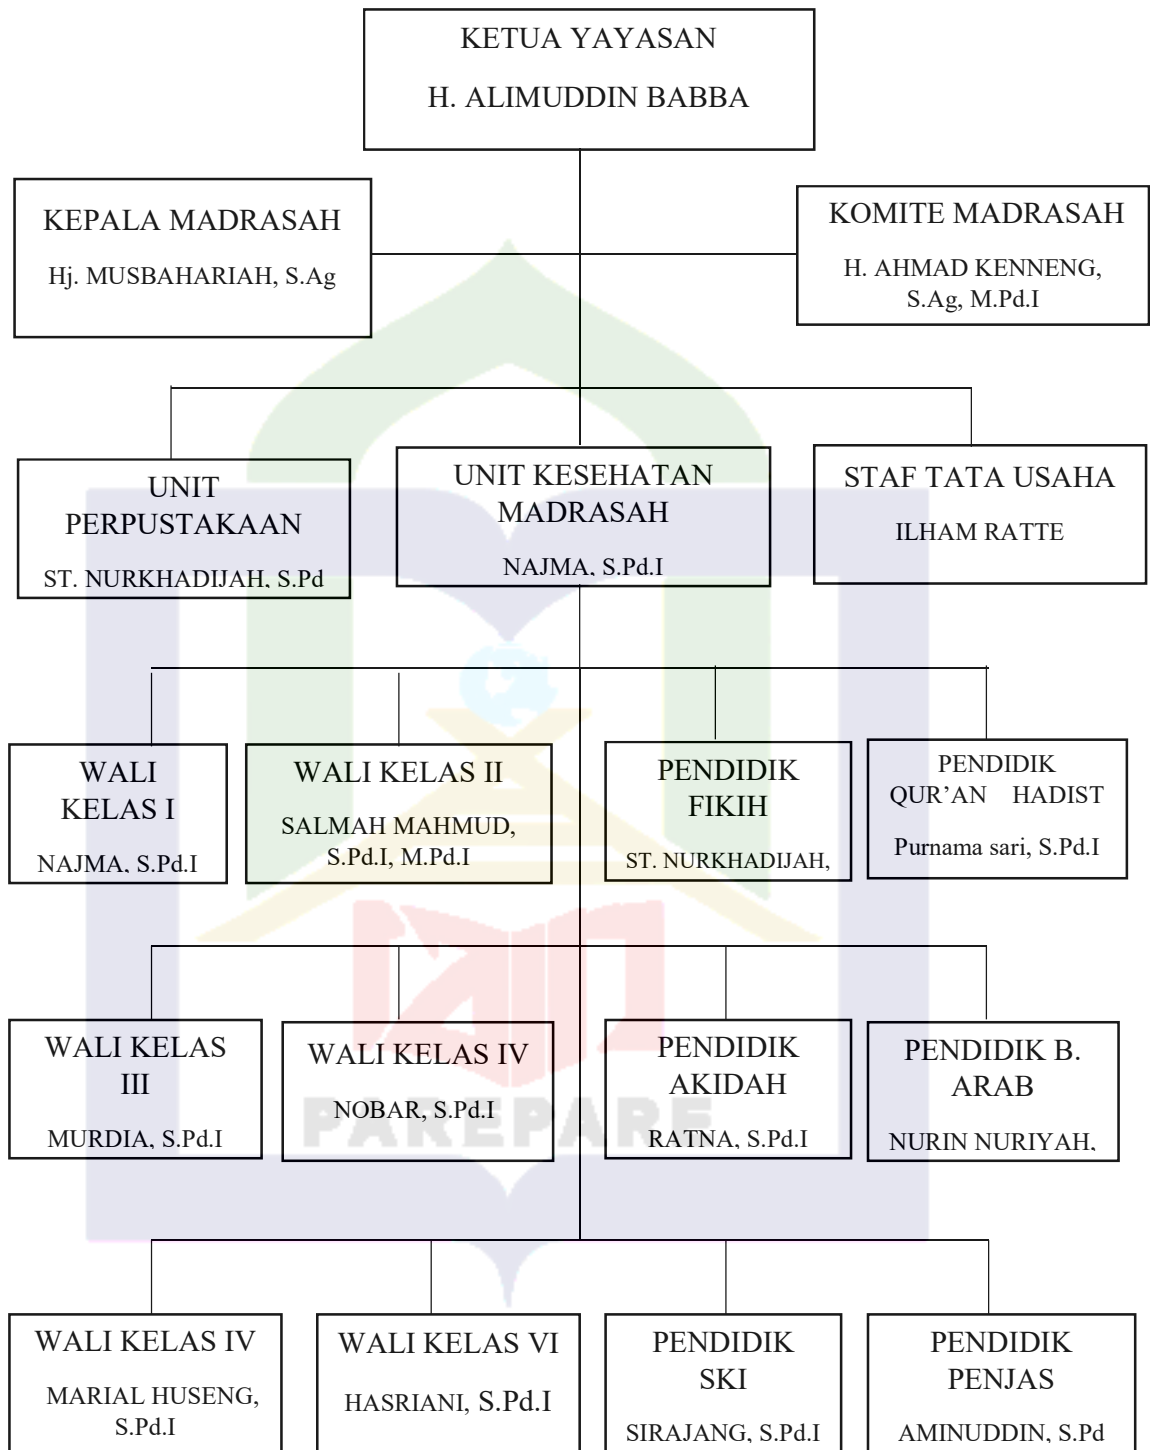 KETUA YAYASAN
H. ALIMUDDIN BABBA
KEPALA MADRASAH
Hj. MUSBAHARIAH, S.Ag
KOMITE MADRASAH
H. AHMAD KENNENG,
S.Ag, M.Pd.I
UNIT
PERPUSTAKAAN
ST. NURKHADIJAH, S.Pd
UNIT KESEHATAN
MADRASAH
NAJMA, S.Pd.I
STAF TATA USAHA
ILHAM RATTE
WALI
KELAS I
NAJMA, S.Pd.I
WALI KELAS II
SALMAH MAHMUD,
S.Pd.I, M.Pd.I
PENDIDIK
FIKIH
ST. NURKHADIJAH,
PENDIDIK
QUR’AN HADIST
Purnama sari, S.Pd.I
WALI KELAS
III
MURDIA, S.Pd.I
WALI KELAS IV
NOBAR, S.Pd.I
PENDIDIK
AKIDAH
RATNA, S.Pd.I
PENDIDIK B.
ARAB
NURIN NURIYAH,
PAREPARE
WALI KELAS IV
MARIAL HUSENG,
S.Pd.I
WALI KELAS VI
HASRIANI, S.Pd.I
PENDIDIK
SKI
SIRAJANG, S.Pd.I
PENDIDIK
PENJAS
AMINUDDIN, S.Pd